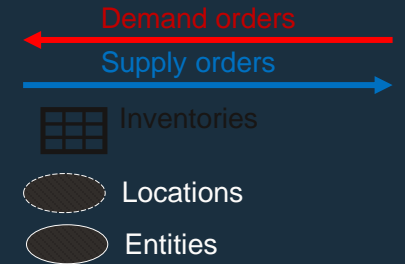 Demand orders
Supply orders
Inventories
Locations
Entities